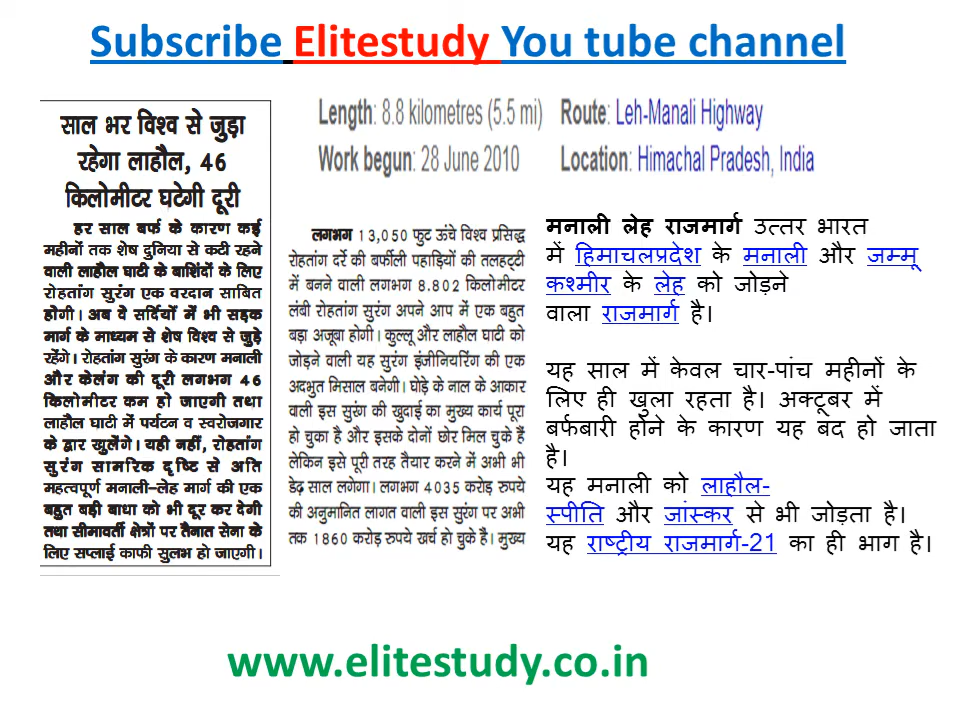 Subscribe Elitestudy You tube channel
साल भर विश्व से जुड़ा
रहेगा लाहौल, 46
किलोमीटर घटेगी दूरी
हर साल बर्फ के कारण कई
महीनों तक शेष दुनिया से कटी रहने
वाली लाहौल घाटी के बाशिंदों के लिए
रोहतांग सुरंग एक वरदान साबित
होगी। अब वे सर्दियों में भी सड़क
मार्ग के माध्यम से शेष विश्व से जुड़े
रहेंगे। रोहतांग सुरंग के कारण मनाली
और केलंग की दूरी लगभग 46
किलोमीटर कम हो जाएगी तथा
लाहौल घाटी में पर्यटन व स्वरोजगार
के द्वार खुलेंगे। यही नहीं, रोहतांग
सुरंग सामरिक दृष्टि से अति
महत्वपूर्ण मनाली-लेह मार्ग की एक
बहुत बड़ी बाधा को भी दूर कर देगी
तथा सीमावर्ती क्षेत्रों पर तैनात सेना के
लिए सप्लाई काफी सुलभ हो जाएगी।
Length: 8.8 kilometres (5.5 mi) Route: Leh-Manali Highway
Work begun: 28 June 2010 Location: Himachal Pradesh, India
लगभग 13,050 फुट ऊंचे विश्व प्रसिद्ध
रोहतांग दर्रे की बर्फीली पहाड़ियों की तलहट्टी
में बनने वाली लगभग 8.802 किलोमीटर
लंबी रोहतांग सुरंग अपने आप में एक बहुत
बड़ा अजूबा होगी। कुल्लू और लाहौल घाटी को
जोड़ने वाली यह सुरंग इंजीनियरिंग की एक
अदभुत मिसाल बनेगी। घोड़े के नाल के आकार
वाली इस सुरंग की खुदाई का मुख्य कार्य पूरा
हो चुका है और इसके दोनों छोर मिल चुके हैं
लेकिन इसे पूरी तरह तैयार करने में अभी भी
डेढ़ साल लगेगा। लगभग 4035 करोड़ रुपये
की अनुमानित लागत वाली इस सुरंग पर अभी
तक 1860 करोड़ रुपये खर्च हो चुके हैं। मुख्य
मनाली लेह राजमार्ग उत्तर भारत
में हिमाचलप्रदेश के मनाली और जम्मू
कश्मीर के लेह को जोड़ने
वाला राजमार्ग है।
यह साल में केवल चार-पांच महीनों के
लिए ही खुला रहता है। अक्टूबर में
बर्फबारी होने के कारण यह बंद हो जाता
है।
यह मनाली को लाहौल-
स्पीति और जांस्कर से भी जोड़ता है।
यह राष्ट्रीय राजमार्ग-21 का ही भाग है।
www.elitestudy.co.in